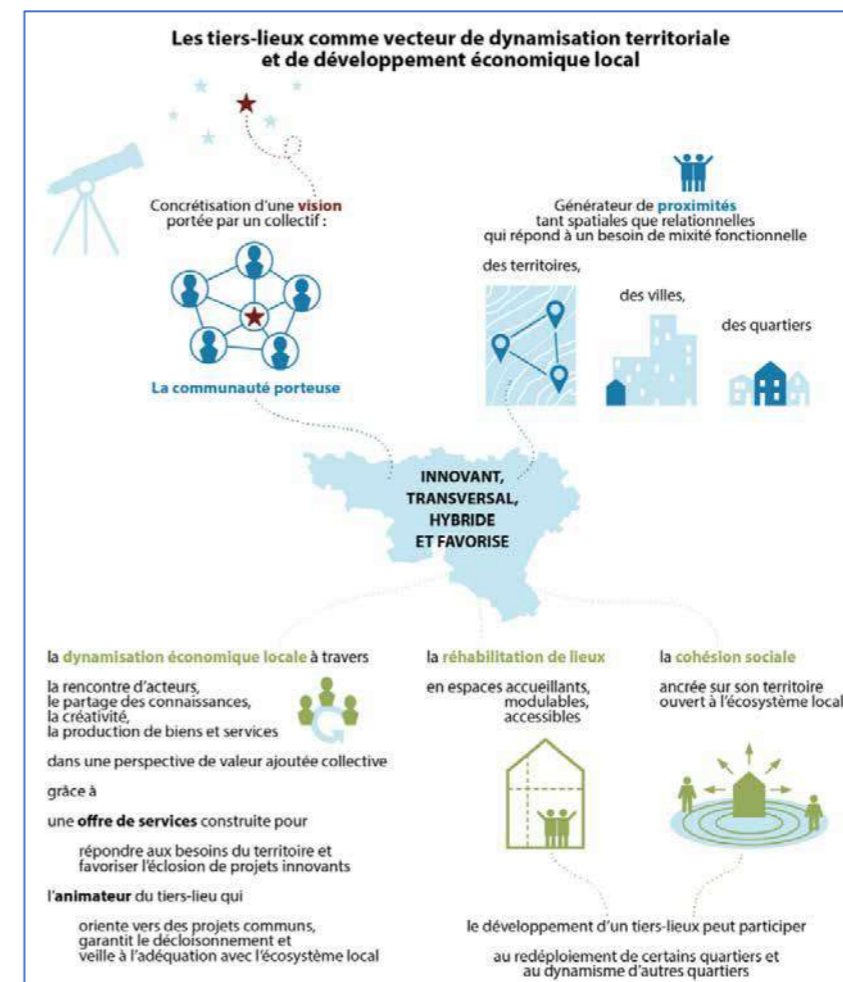 Les tiers-lieux comme vecteur de dynamisation territoriale
et de développement économique local
Concrétisation d'une vision
portée par un collectif :
La communauté porteuse
Générateur de proximités
tant spatiales que relationnelles
qui répond à un besoin de mixité fonctionnelle
des territoires,
des villes,
des quartiers
INNOVANT,
TRANSVERSAL,
HYBRIDE
ET FAVORISE
la dynamisation économique locale à travers
la rencontre d'acteurs,
le partage des connaissances,
la créativité,
la production de biens et services
dans une perspective de valeur ajoutée collective
grâce à
une offre de services construite pour
répondre aux besoins du territoire et
favoriser l'éclosion de projets innovants
l'animateur du tiers-lieu qui
oriente vers des projets communs,
garantit le décloisonnement et
veille à l'adéquation avec l'écosystème local
la réhabilitation de lieux
en espaces accueillants,
modulables,
accessibles
la cohésion sociale
ancrée sur son territoire
ouvert à l'écosystème local
le développement d'un tiers-lieux peut participer
au redéploiement de certains quartiers et
au dynamisme d'autres quartiers